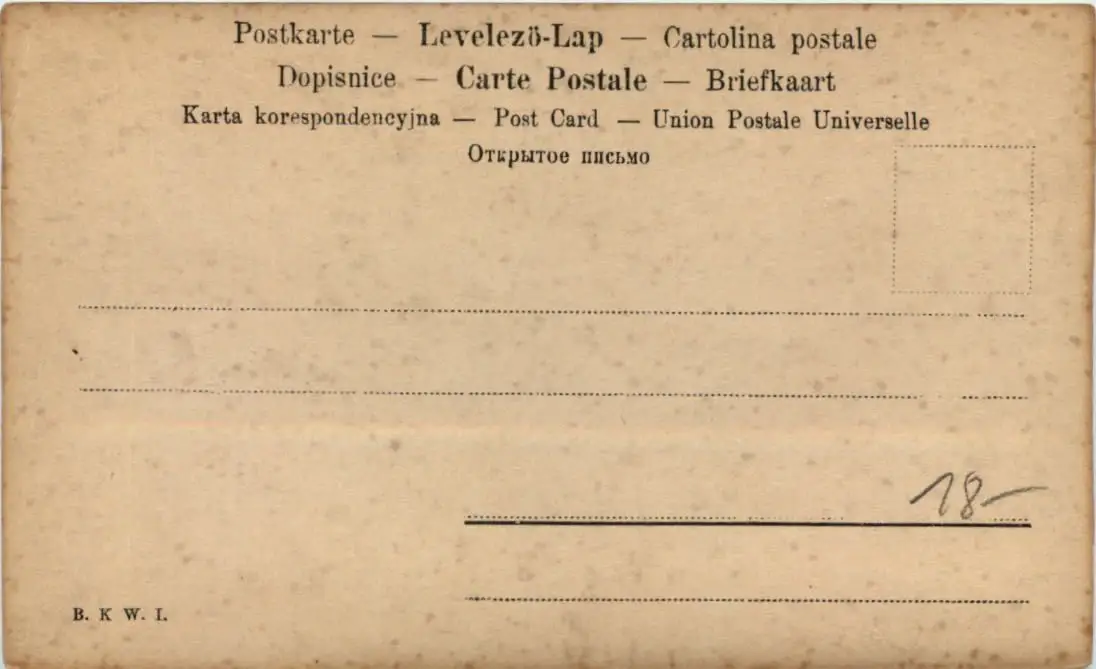 Postkarte — Levelező-Lap — Cartolina postale
Dopisnice — Carte Postale — Briefkaart
Karta korespondencyjna — Post Card — Union Postale Universelle
Открытое письмо
18-
B. K. W. I.